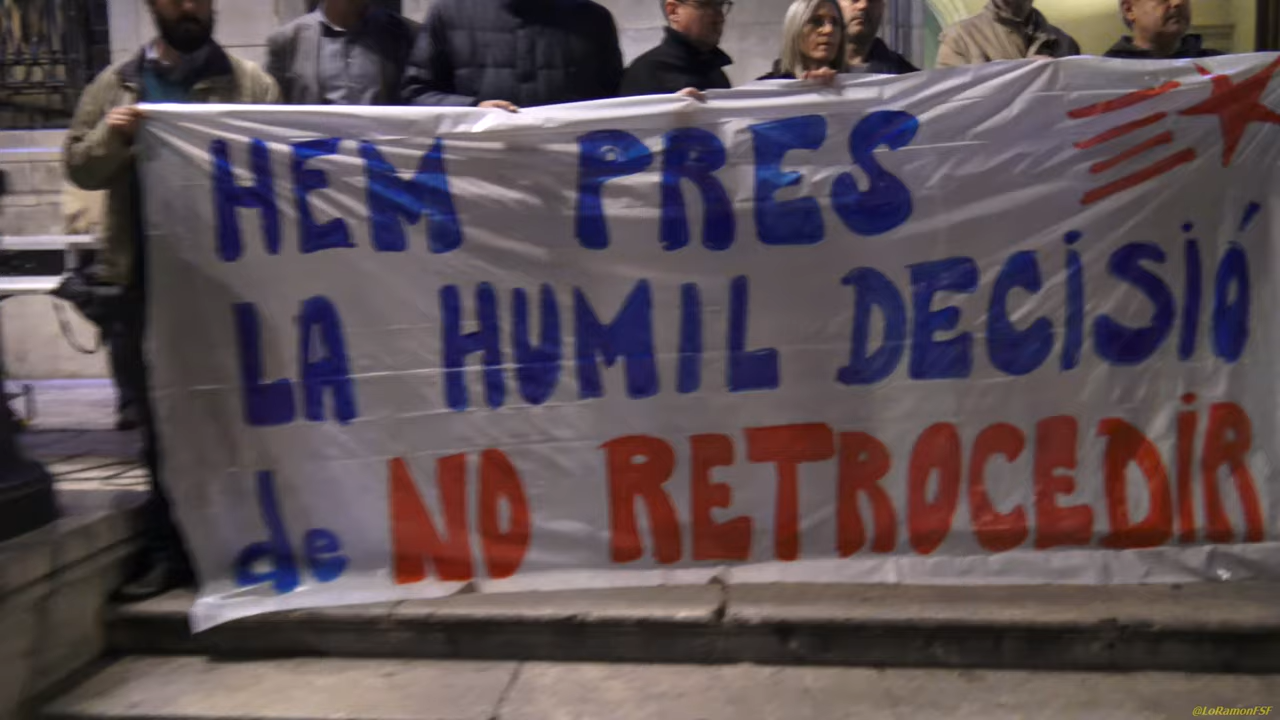 HEM PRES
LA HUMIL DECISIÓ
de NO RETROCEDIR
@LoRamonFSF